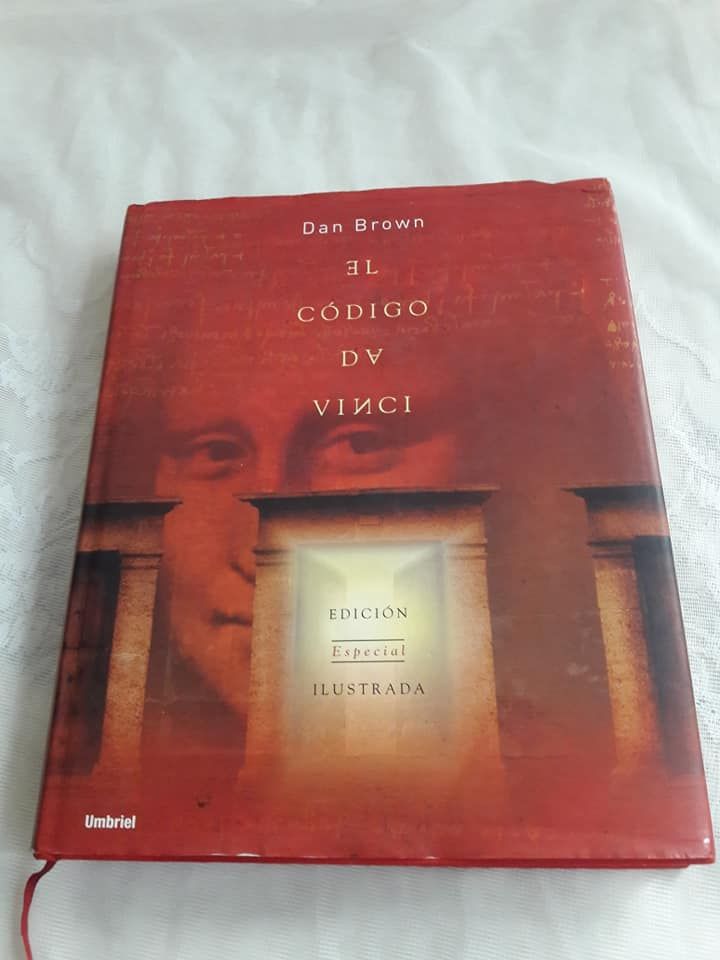 Dan Brown
EL
CÓDIGO
DA
VINCI
EDICIÓN
Especial
ILUSTRADA
Umbriel